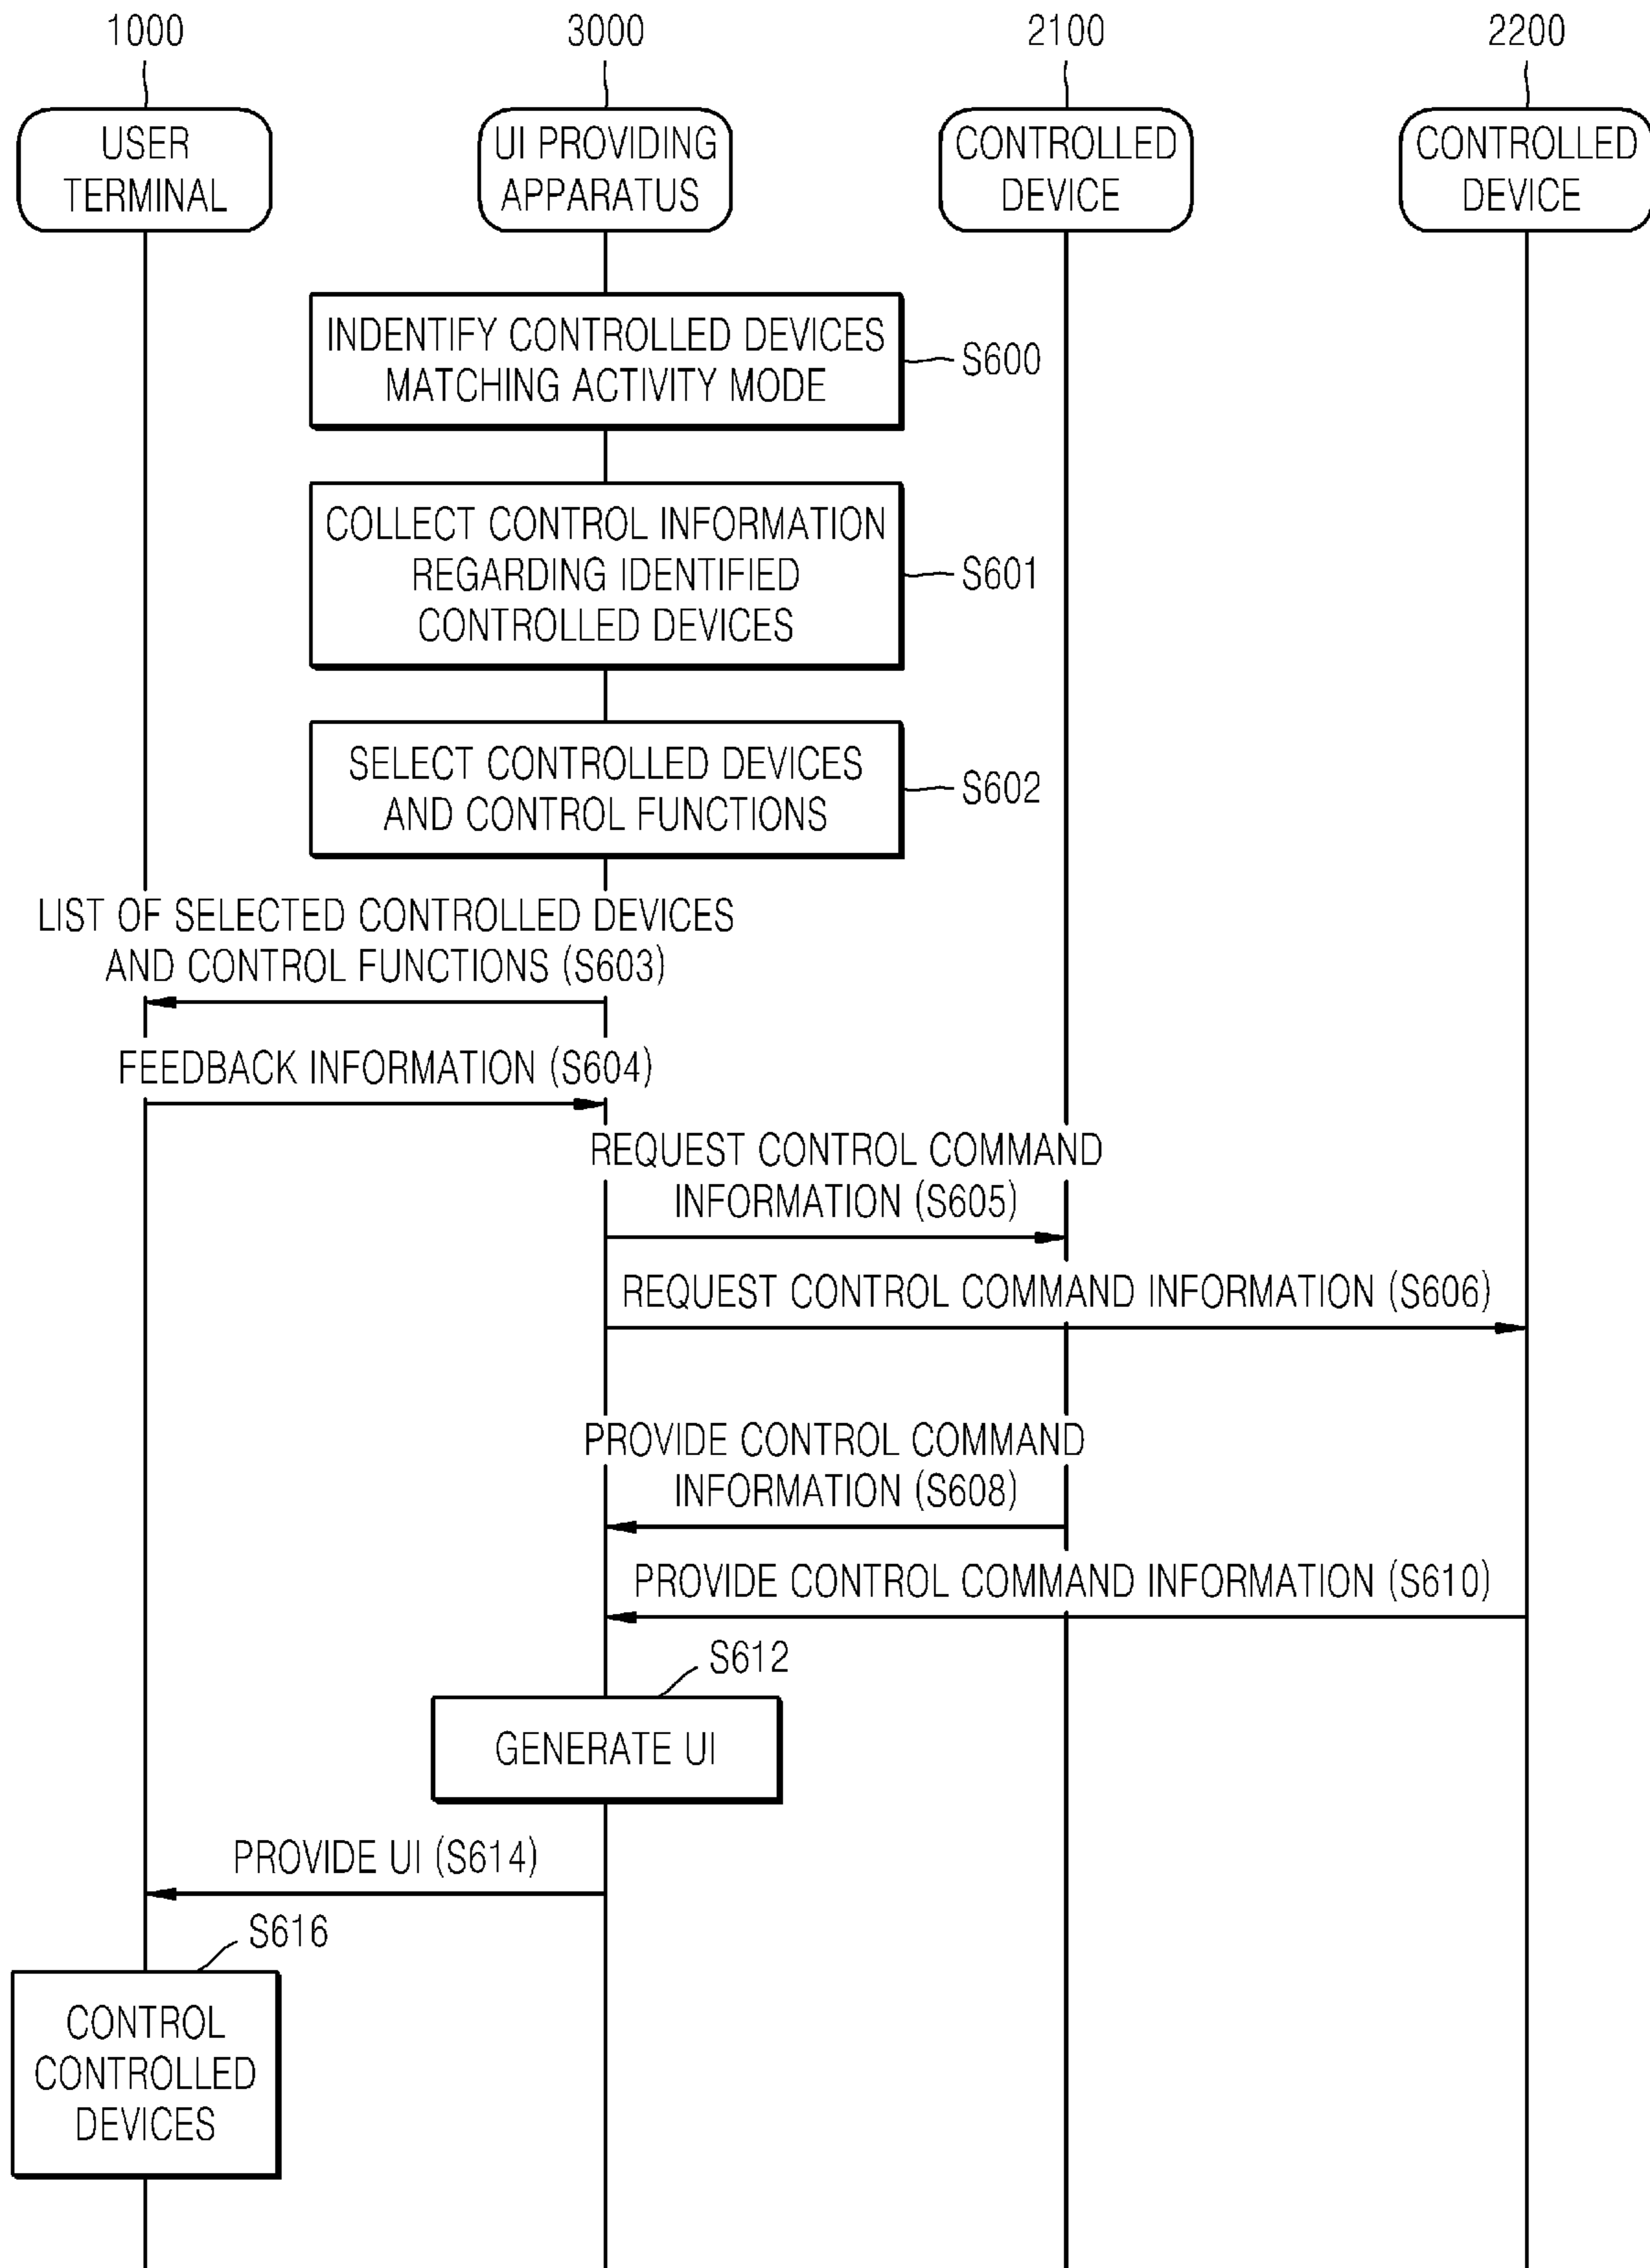 1000
3000
2100
2200
USER
TERMINAL
UI PROVIDING
APPARATUS
CONTROLLED
DEVICE
CONTROLLED
DEVICE
INDENTIFY CONTROLLED DEVICES
MATCHING ACTIVITY MODE
S600
COLLECT CONTROL INFORMATION
REGARDING IDENTIFIED
CONTROLLED DEVICES
S601
SELECT CONTROLLED DEVICES
AND CONTROL FUNCTIONS
S602
LIST OF SELECTED CONTROLLED DEVICES
AND CONTROL FUNCTIONS (S603)
FEEDBACK INFORMATION (S604)
REQUEST CONTROL COMMAND
INFORMATION (S605)
REQUEST CONTROL COMMAND INFORMATION (S606)
PROVIDE CONTROL COMMAND
INFORMATION (S608)
PROVIDE CONTROL COMMAND INFORMATION (S610)
S612
GENERATE UI
PROVIDE UI (S614)
S616
CONTROL
CONTROLLED
DEVICES